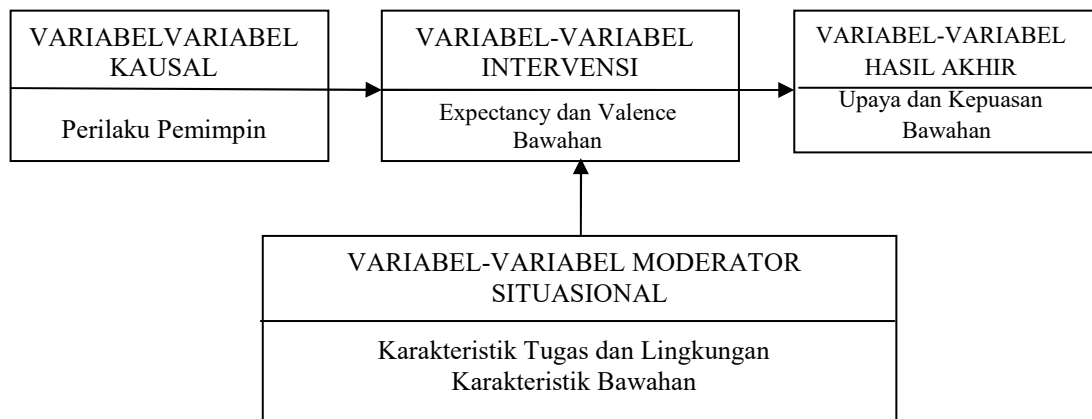 VARIABELVARIABEL
KAUSAL
Perilaku Pemimpin
VARIABEL-VARIABEL
INTERVENSI
Expectancy dan Valence
Bawahan
VARIABEL-VARIABEL
HASIL AKHIR
Upaya dan Kepuasan
Bawahan
VARIABEL-VARIABEL MODERATOR
SITUASIONAL
Karakteristik Tugas dan Lingkungan
Karakteristik Bawahan